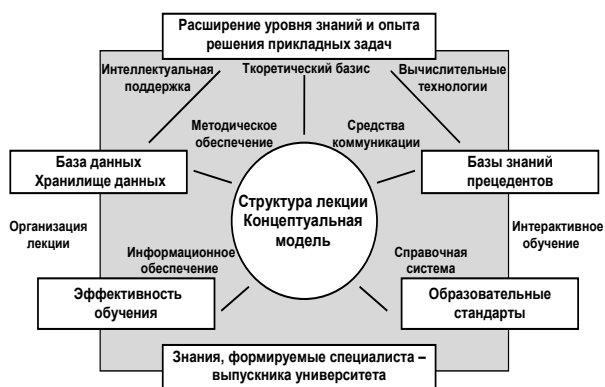 Расширение уровня знаний и опыта
решения прикладных задач
Интеллектуальная
поддержка
Ткоретический базис
Вычислительные
технологии
Методическое
обеспечение
Средства
коммуникации
База данных
Хранилище данных
Базы знаний
прецедентов
Структура лекции
Концептуальная
модель
Организация
лекции
Интерактивное
обучение
Информационное
обеспечение
Справочная
система
Эффективность
обучения
Образовательные
стандарты
Знания, формируемые специалиста –
выпускника университета